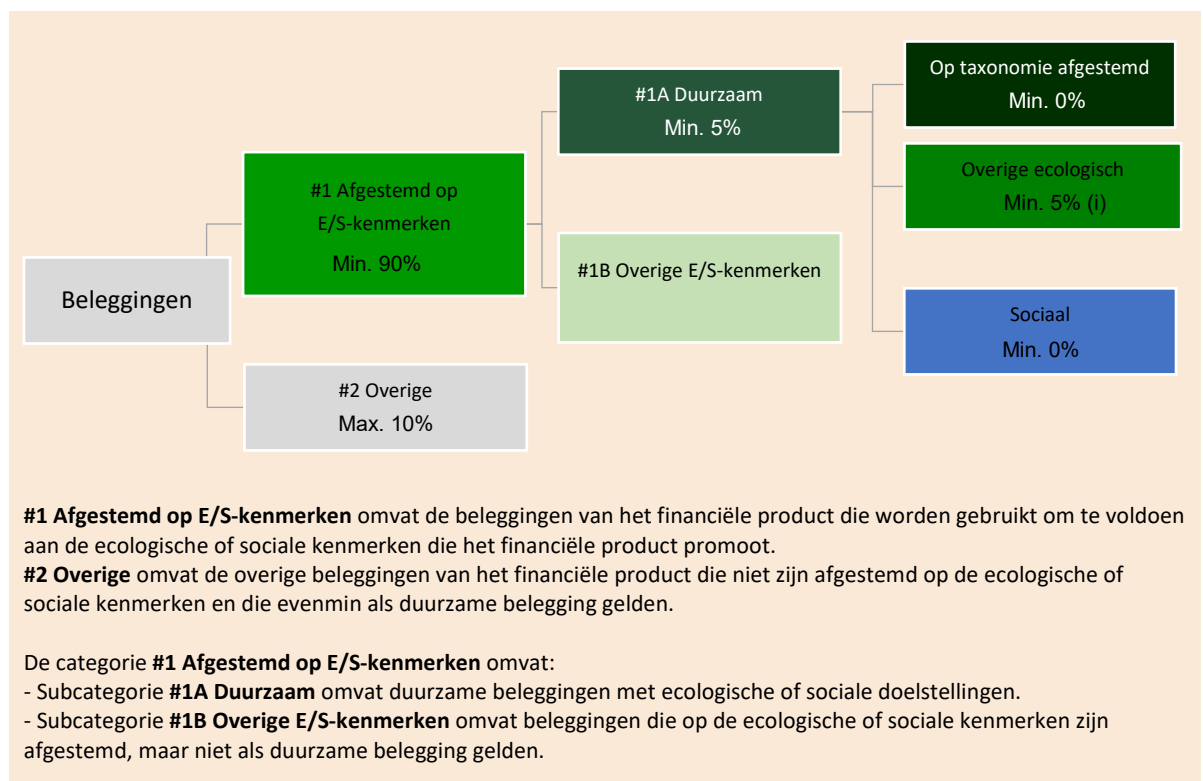 Beleggingen
#1 Afgestemd op
E/S-kenmerken
Min. 90%
#2 Overige
Max. 10%
#1A Duurzaam
Min. 5%
#1B Overige E/S-kenmerken
Op taxonomie afgestemd
Min. 0%
Overige ecologisch
Min. 5% (i)
Sociaal
Min. 0%
#1 Afgestemd op E/S-kenmerken omvat de beleggingen van het financiële product die worden gebruikt om te voldoen
aan de ecologische of sociale kenmerken die het financiële product promoot.
#2 Overige omvat de overige beleggingen van het financiële product die niet zijn afgestemd op de ecologische of
sociale kenmerken en die evenmin als duurzame belegging gelden.
De categorie #1 Afgestemd op E/S-kenmerken omvat:
- Subcategorie #1A Duurzaam omvat duurzame beleggingen met ecologische of sociale doelstellingen.
- Subcategorie #1B Overige E/S-kenmerken omvat beleggingen die op de ecologische of sociale kenmerken zijn
afgestemd, maar niet als duurzame belegging gelden.